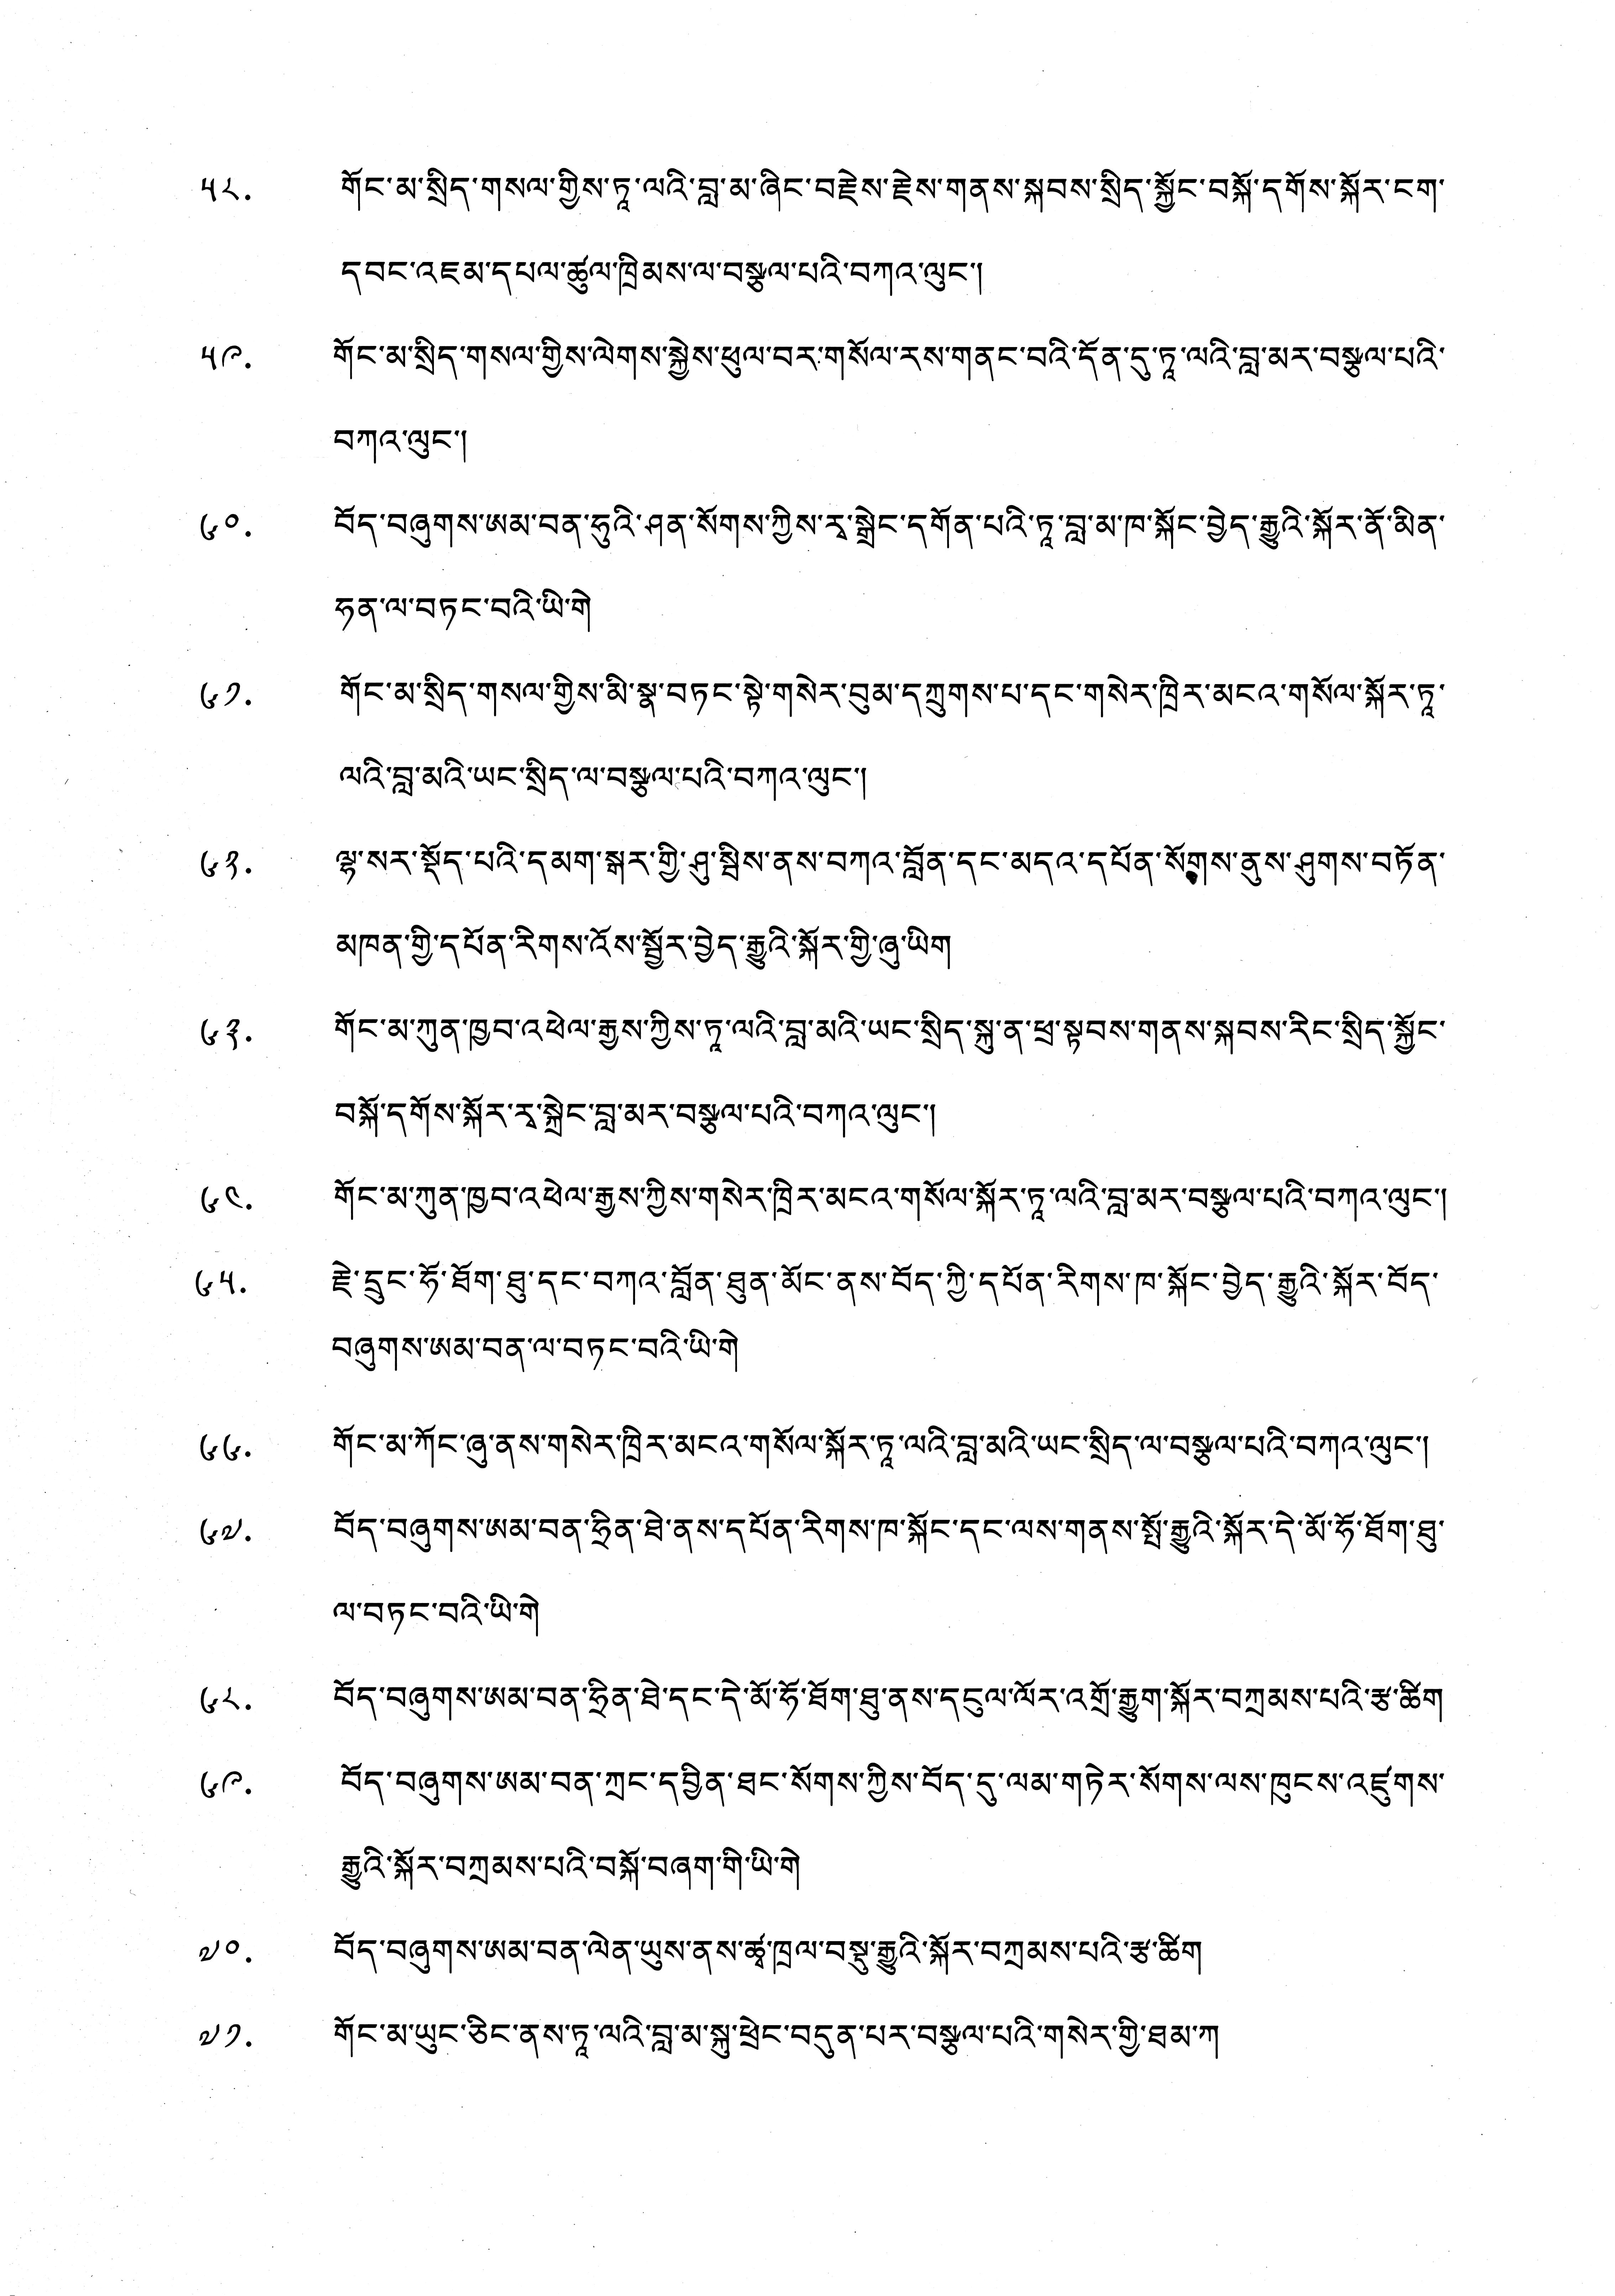 ༥༨. གོང་མ་སྲིད་གསལ་གྱིས་ཏཱ་ལའི་བླ་མ་ཞིང་བརྗེས་རྗེས་གནས་སྐབས་སྲིད་སྐྱོང་བསྐོ་དགོས་སྐོར་ངག་
དབང་འཇམ་དཔལ་ཚུལ་ཁྲིམས་ལ་བསྩལ་པའི་བཀའ་ལུང་།
༥༩. གོང་མ་སྲིད་གསལ་གྱིས་ལེགས་སྐྱེས་ཕུལ་བར་གསོལ་རས་གནང་བའི་དོན་དུ་ཏཱ་ལའི་བླ་མར་བསྩལ་པའི་
བཀའ་ལུང་།
༦༠. བོད་བཞུགས་ཨམ་བན་ཧུའི་ཤན་སོགས་ཀྱིས་རྭ་སྒྲེང་དགོན་པའི་ཏཱ་བླ་མ་ཁ་སྐོང་བྱེད་རྒྱུའི་སྐོར་ནོ་མིན་
ཧན་ལ་བཏང་བའི་ཡི་གེ
༦༡. གོང་མ་སྲིད་གསལ་གྱིས་མི་སྣ་བཏང་སྟེ་གསེར་བུམ་དཀྲུགས་པ་དང་གསེར་ཁྲིར་མངའ་གསོལ་སྐོར་ཏཱ་
ལའི་བླ་མའི་ཡང་སྲིད་ལ་བསྩལ་པའི་བཀའ་ལུང་།
༦༢. ལྷ་སར་སྡོད་པའི་དམག་སྒར་གྱི་ཤུ་སྦིས་ནས་བཀའ་བློན་དང་མདའ་དཔོན་སོགས་ནུས་ཤུགས་བཏོན་
མཁན་གྱི་དཔོན་རིགས་འོས་སྦྱོར་བྱེད་རྒྱུའི་སྐོར་གྱི་ཞུ་ཡིག
༦༣. གོང་མ་ཀུན་ཁྱབ་འཕེལ་རྒྱས་ཀྱིས་ཏཱ་ལའི་བླ་མའི་ཡང་སྲིད་སྐུ་ན་ཕྲ་སྟབས་གནས་སྐབས་རིང་སྲིད་སྐྱོང་
བསྐོ་དགོས་སྐོར་རྭ་སྒྲེང་བླ་མར་བསྩལ་པའི་བཀའ་ལུང་།
༦༤. གོང་མ་ཀུན་ཁྱབ་འཕེལ་རྒྱས་ཀྱིས་གསེར་ཁྲིར་མངའ་གསོལ་སྐོར་ཏཱ་ལའི་བླ་མར་བསྩལ་པའི་བཀའ་ལུང་།
༦༥. རྗེ་དྲུང་ཧོ་ཐོག་ཐུ་དང་བཀའ་བློན་ཐུན་མོང་ནས་བོད་ཀྱི་དཔོན་རིགས་ཁ་སྐོང་བྱེད་རྒྱུའི་སྐོར་བོད་
བཞུགས་ཨམ་བན་ལ་བཏང་བའི་ཡི་གེ
༦༦. གོང་མ་ཀོང་ཞུ་ནས་གསེར་ཁྲིར་མངའ་གསོལ་སྐོར་ཏཱ་ལའི་བླ་མའི་ཡང་སྲིད་ལ་བསྩལ་པའི་བཀའ་ལུང་།
༦༧. བོད་བཞུགས་ཨམ་བན་ཧྲིན་ཐེ་ནས་དཔོན་རིགས་ཁ་སྐོང་དང་ལས་གནས་སྤོ་རྒྱུའི་སྐོར་དེ་མོ་ཧོ་ཐོག་ཐུ་
ལ་བཏང་བའི་ཡི་གེ
༦༨. བོད་བཞུགས་ཨམ་བན་ཧྲིན་ཐེ་དང་དེ་མོ་ཧོ་ཐོག་ཐུ་ནས་དངུལ་ལོར་འགྲོ་རྒྱུག་སྐོར་བཀྲམས་པའི་རྩ་ཚིག
༦༩. བོད་བཞུགས་ཨམ་བན་ཀྲང་དབྱིན་ཐང་སོགས་ཀྱིས་བོད་དུ་ལམ་གཏེར་སོགས་ལས་ཁུངས་འཛུགས་
རྒྱུའི་སྐོར་བཀྲམས་པའི་བསྐོ་བཞག་གི་ཡི་གེ
༧༠. བོད་བཞུགས་ཨམ་བན་ལེན་ཡུས་ནས་ཚྭ་ཁྲལ་བསྡུ་རྒྱུའི་སྐོར་བཀྲམས་པའི་རྩ་ཚིག
༧༡. གོང་མ་ཡུང་ཅིང་ནས་ཏཱ་ལའི་བླ་མ་སྐུ་ཕྲེང་བདུན་པར་བསྩལ་པའི་གསེར་གྱི་ཐམ་ཀ